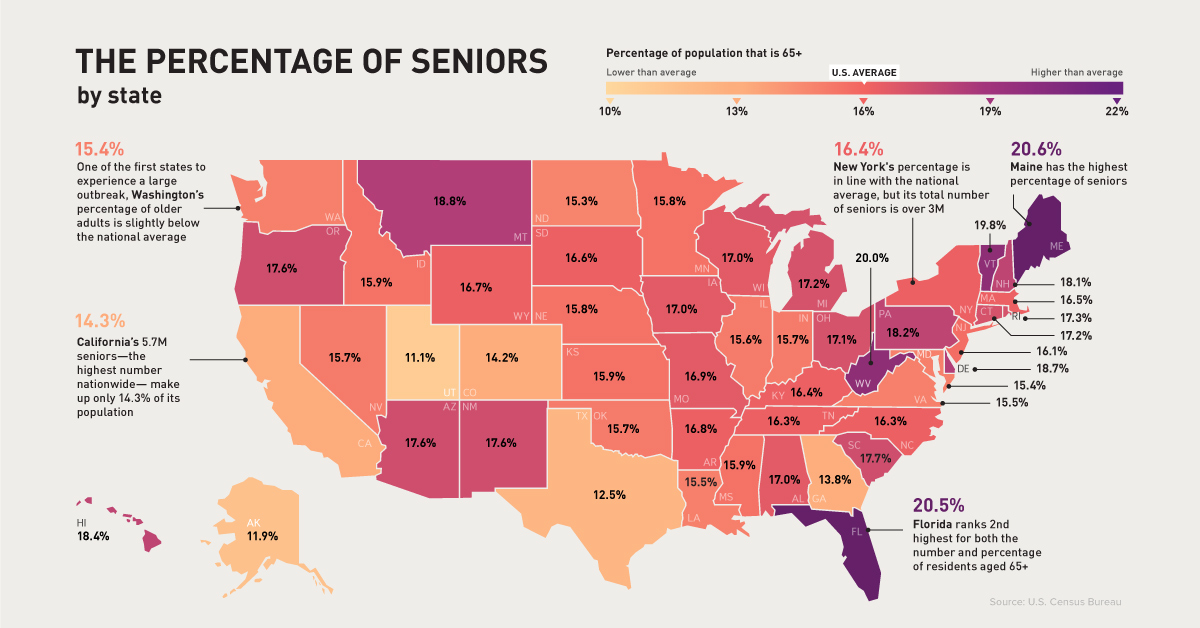 THE PERCENTAGE OF SENIORS
by state
Percentage of population that is 65+
Lower than average
U.S. AVERAGE
Higher than average
10%
13%
16%
19%
22%
15.4%
One of the first states to
experience a large
outbreak, Washington's
percentage of older
adults is slightly below
the national average
14.3%
California's 5.7M
seniors—the
highest number
nationwide— make
up only 14.3% of its
population
16.4%
New York's percentage is
in line with the national
average, but its total number
of seniors is over 3M
20.6%
Maine has the highest
percentage of seniors
WA
OR
17.6%
ID
15.9%
18.8%
MT
15.3%
ND
SD
16.6%
15.8%
MN
17.0%
WI
17.2%
MI
16.7%
WY
NE
15.8%
IA
17.0%
IL
15.6%
IN
15.7%
OH
17.1%
PA
18.2%
20.0%
WV
19.8%
VT
NH
ME
NY
MA
CT
RI
NJ
MD
DE
18.1%
16.5%
17.3%
17.2%
16.1%
18.7%
15.4%
15.5%
VA
15.7%
NV
CA
11.1%
UT
CO
14.2%
KS
15.9%
16.9%
MO
KY
16.4%
AZ
17.6%
NM
17.6%
TX
OK
15.7%
16.8%
AR
16.3%
TN
16.3%
NC
SC
17.7%
12.5%
15.5%
LA
15.9%
MS
17.0%
AL
13.8%
GA
FL
HI
18.4%
AK
11.9%
20.5%
Florida ranks 2nd
highest for both the
number and percentage
of residents aged 65+
Source: U.S. Census Bureau